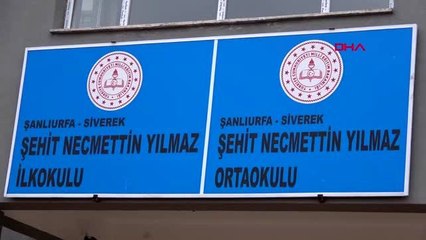 DHA
ŞANLIURFA - SİVEREK
ŞEHİT NECMETTİN YILMAZ
İLKOKULU
ŞANLIURFA - SİVEREK
ŞEHİT NECMETTİN YILMAZ
ORTAOKULU